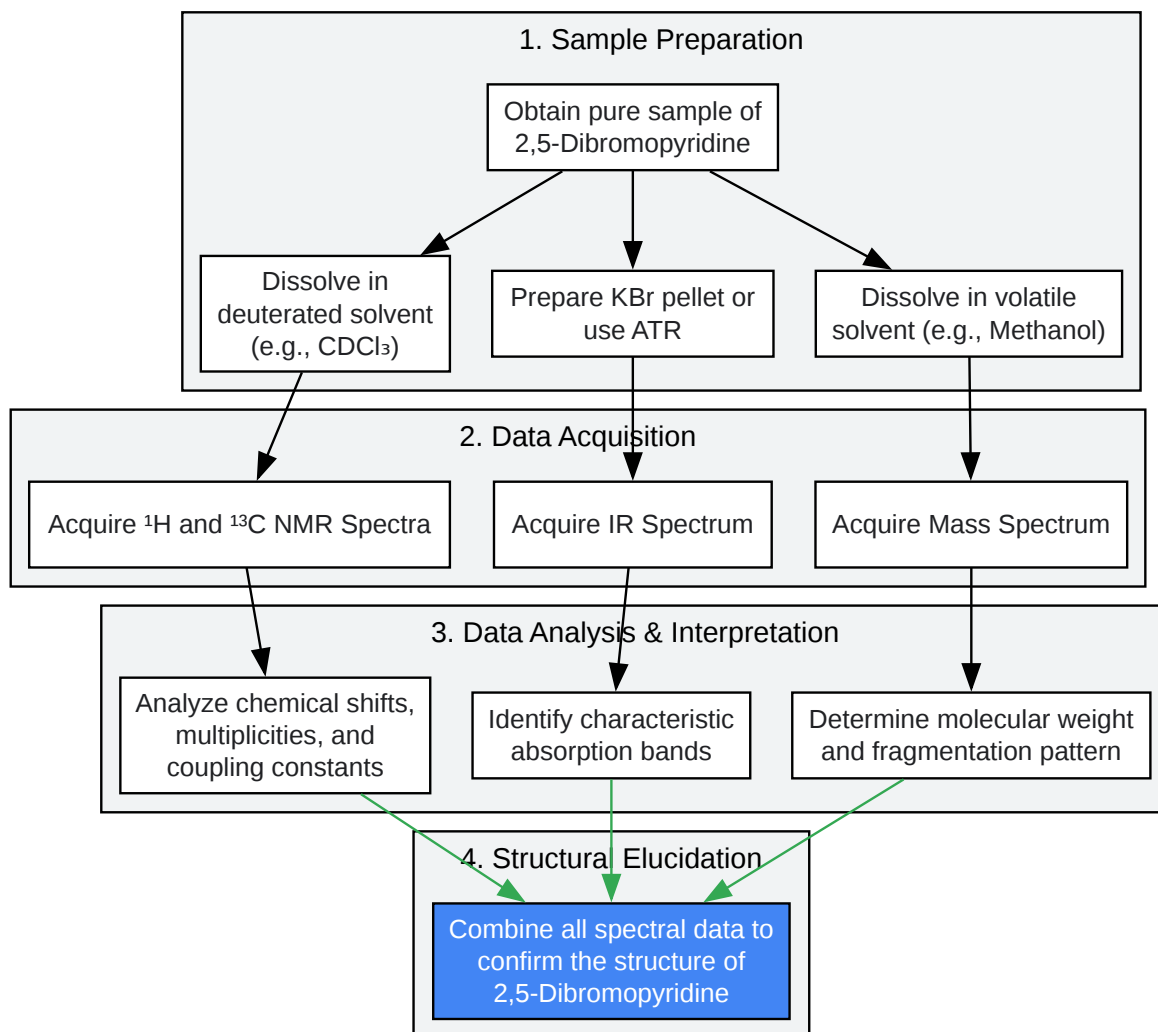 1. Sample Preparation
Obtain pure sample of
2,5-Dibromopyridine
Dissolve in
deuterated solvent
(e.g., CDCl₃)
Prepare KBr pellet or
use ATR
Dissolve in volatile
solvent (e.g., Methanol)
2. Data Acquisition
Acquire ¹H and ¹³C NMR Spectra
Acquire IR Spectrum
Acquire Mass Spectrum
3. Data Analysis & Interpretation
Analyze chemical shifts,
multiplicities, and
coupling constants
Identify characteristic
absorption bands
Determine molecular weight
and fragmentation pattern
4. Structural Elucidation
Combine all spectral data to
confirm the structure of
2,5-Dibromopyridine